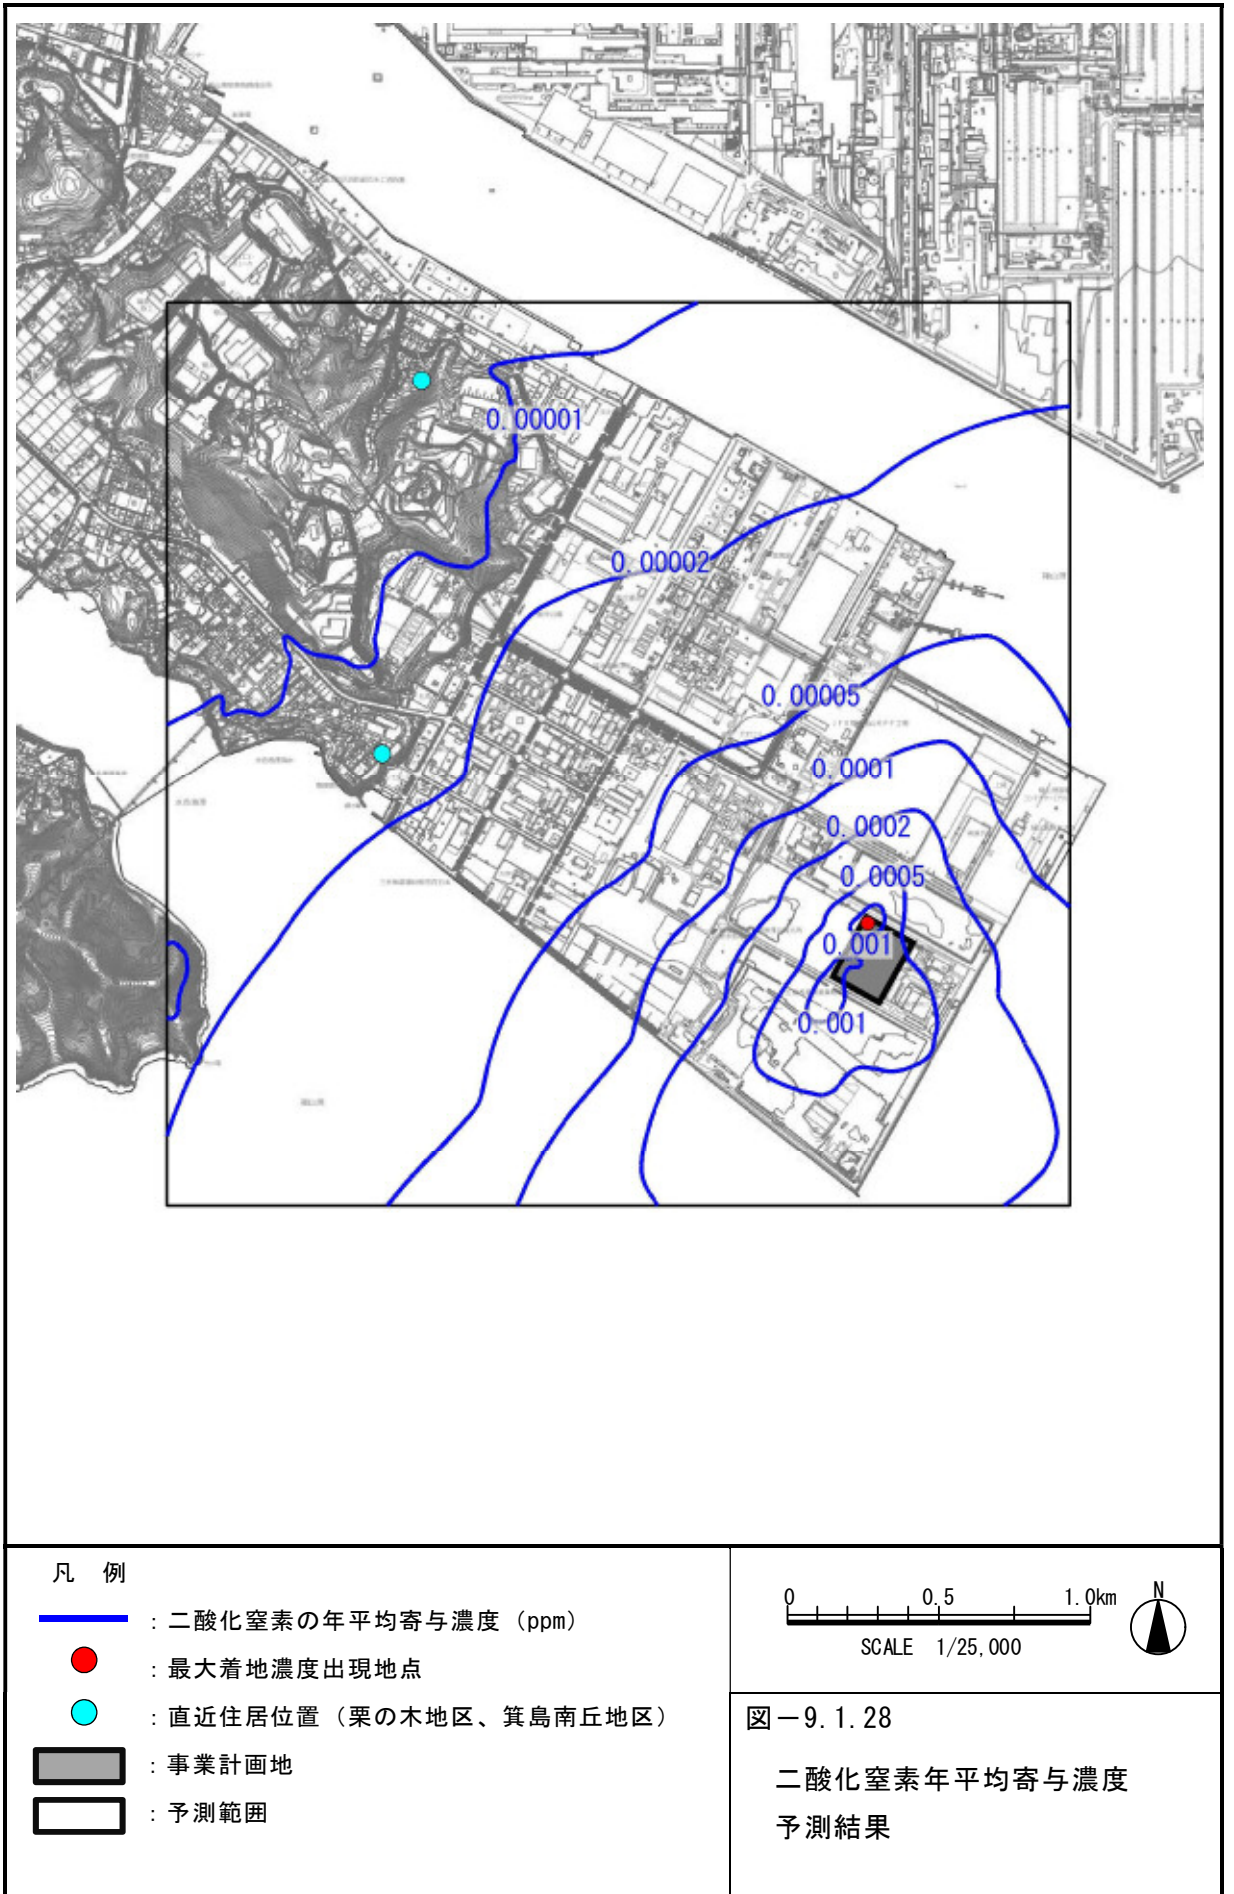 0.00001
0.00002
0.00005
0.0001
0.0002
0.0005
0.001
0.001
凡 例
：二酸化窒素の年平均寄与濃度（ppm）
：最大着地濃度出現地点
：直近住居位置（栗の木地区、箕島南丘地区）
：事業計画地
：予測範囲
0 0.5 1.0km
N
SCALE 1/25,000
図－9.1.28
二酸化窒素年平均寄与濃度
予測結果